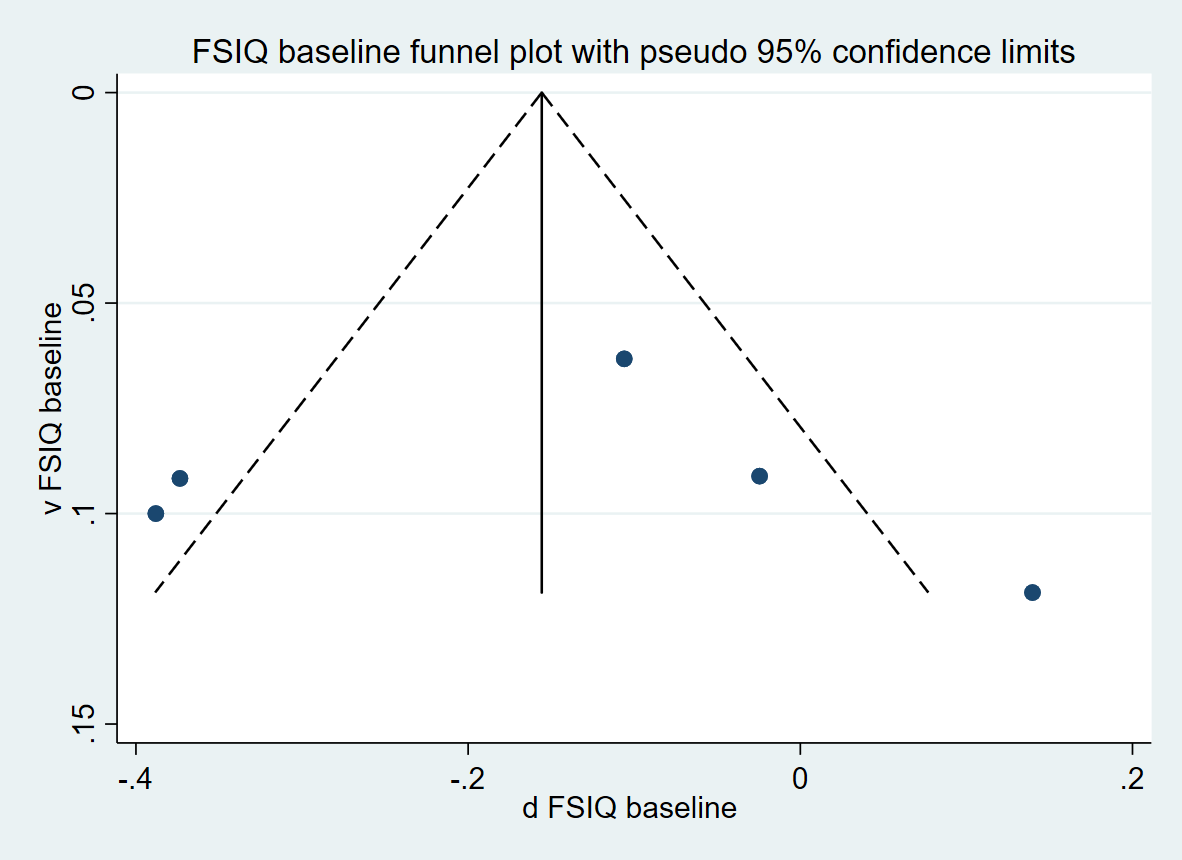 FSIQ baseline funnel plot with pseudo 95% confidence limits
v FSIQ baseline
0
.05
.1
.15
-.4 -.2 0 .2
d FSIQ baseline